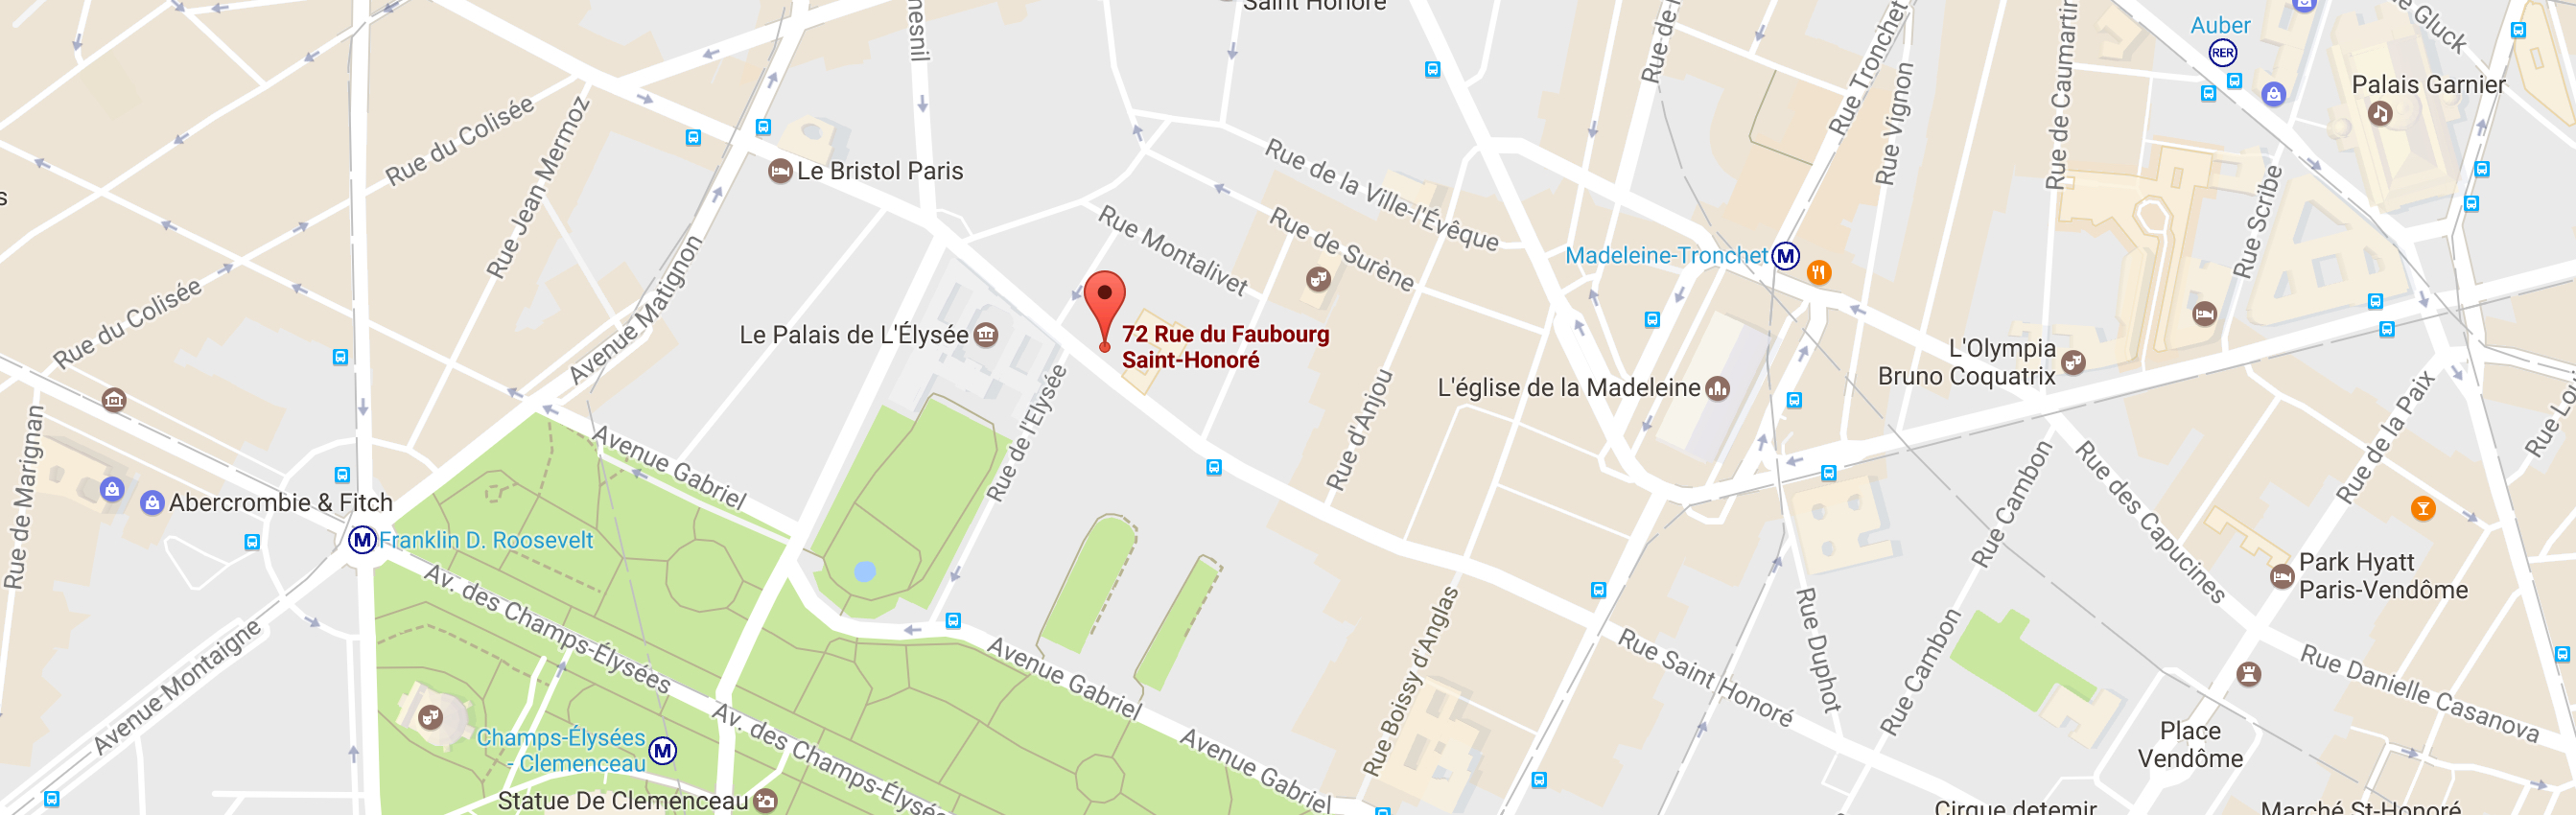 Saint Honoré
Rue Tronchet
Rue de Caumartin
Auber
RER
Gluck
Palais Garnier
Rue du Colisée
Rue Jean Mermoz
Le Bristol Paris
Rue de la Ville-l'Évêque
Rue Vignon
Rue Scribe
Rue Montalivet
Rue de Surène
Madeleine-Tronchet
M
Avenue Matignon
Rue du Colisée
Le Palais de L'Élysée
72 Rue du Faubourg
Saint-Honoré
L'Olympia
Bruno Coquatrix
L'église de la Madeleine
Rue d'Anjou
Rue de l'Elysée
Rue de la Paix
Rue de Marignan
Avenue Gabriel
Rue Cambon
Rue des Capucines
Abercrombie & Fitch
M
Franklin D. Roosevelt
Av. des Champs-Élysées
Park Hyatt
Paris-Vendôme
Rue Duphot
Rue Boissy d'Anglas
Rue Saint Honoré
Rue Cambon
Avenue Montaigne
Avenue Gabriel
Rue Danielle Casanova
Champs-Élysées
- Clemenceau
M
Av. des Champs-Élysée
Avenue Gabriel
Place
Vendôme
Statue De Clemenceau
Cirque detemir
Marché St-Honoré